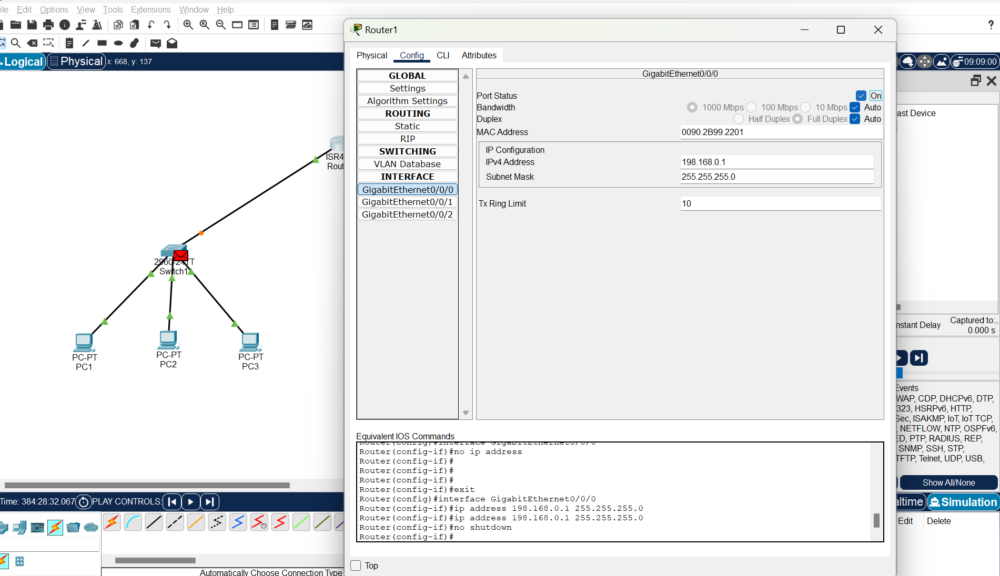 ile Edit Options View Tools Extensions Window Help
Router1
?
Physical Config CLI Attributes
Logical Physical x: 668, y: 137
09:09:00
GLOBAL
Settings
Algorithm Settings
ROUTING
Static
RIP
SWITCHING
VLAN Database
INTERFACE
GigabitEthernet0/0/0
GigabitEthernet0/0/1
GigabitEthernet0/0/2
GigabitEthernet0/0/0
Port Status On
Bandwidth 1000 Mbps 100 Mbps 10 Mbps Auto
Duplex Half Duplex Full Duplex Auto
MAC Address 0090.2B99.2201
IP Configuration
IPv4 Address 198.168.0.1
Subnet Mask 255.255.255.0
Tx Ring Limit 10
ast Device
ISR4
Rout
2960-24TT
Switch1
PC-PT
PC1
PC-PT
PC2
PC-PT
PC3
nstant Delay Captured to:
0.000 s
Events
WAP, CDP, DHCPv6, DTP,
323, HSRPv6, HTTP,
Sec, ISAKMP, IoT, IoT TCP,
, NETFLOW, NTP, OSPFv6,
ED, PTP, RADIUS, REP,
SNMP, SSH, STP,
TFTP, Telnet, UDP, USB,
Show All/None
Equivalent IOS Commands
Router(config)#interface GigabitEthernet0/0/0
Router(config-if)#no ip address
Router(config-if)#
Router(config-if)#
Router(config-if)#
Router(config-if)#exit
Router(config)#interface GigabitEthernet0/0/0
Router(config-if)#ip address 198.168.0.1 255.255.255.0
Router(config-if)#ip address 198.168.0.1 255.255.255.0
Router(config-if)#no shutdown
Router(config-if)#
Top
Time: 384:28:32.067 PLAY CONTROLS:
altime Simulation
Edit Delete
Automatically Choose Connection Type